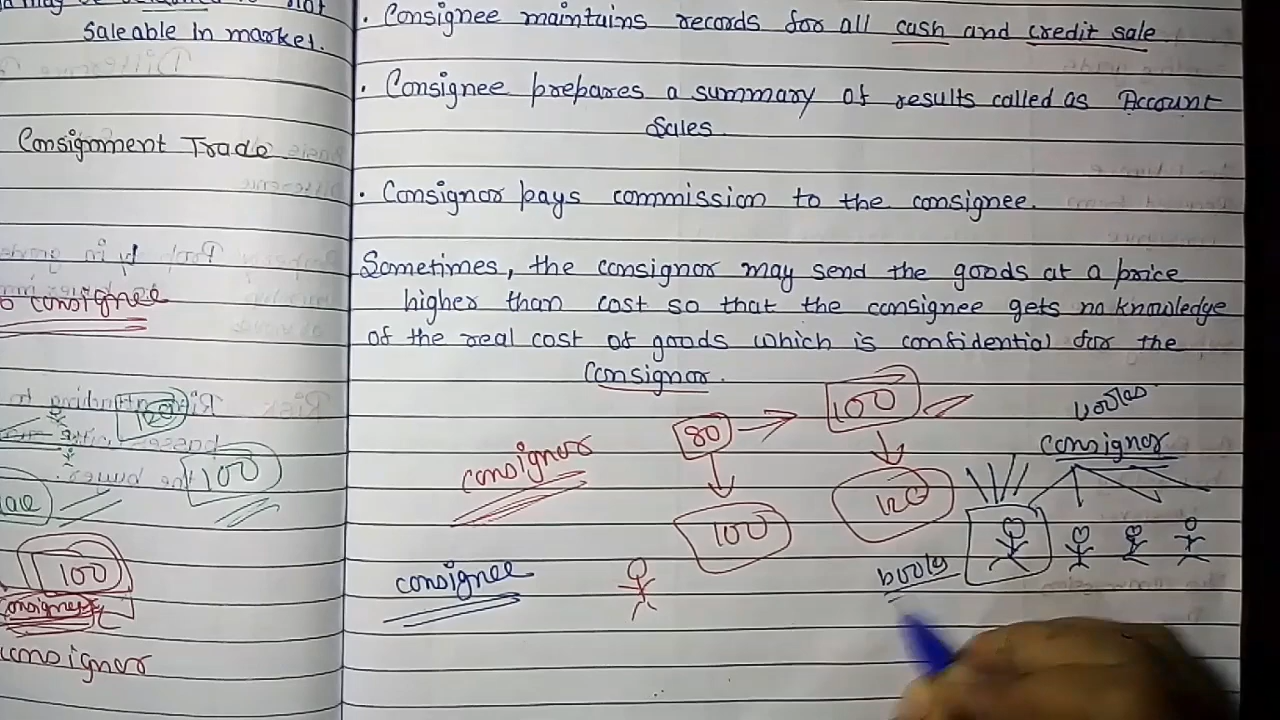 saleable in market.
Consignment Trade
consignee
120
100
100
consignor
. Consignee maintains records for all cash and credit sale
. Consignee prepares a summary of results called as Account
Sales.
. Consignor pays commission to the consignee.
Sometimes, the consignor may send the goods at a price
higher than cost so that the consignee gets no knowledge
of the real cost of goods which is confidential for the
Consignor.
80
100
consignor
consignor
100
120
consignee
books